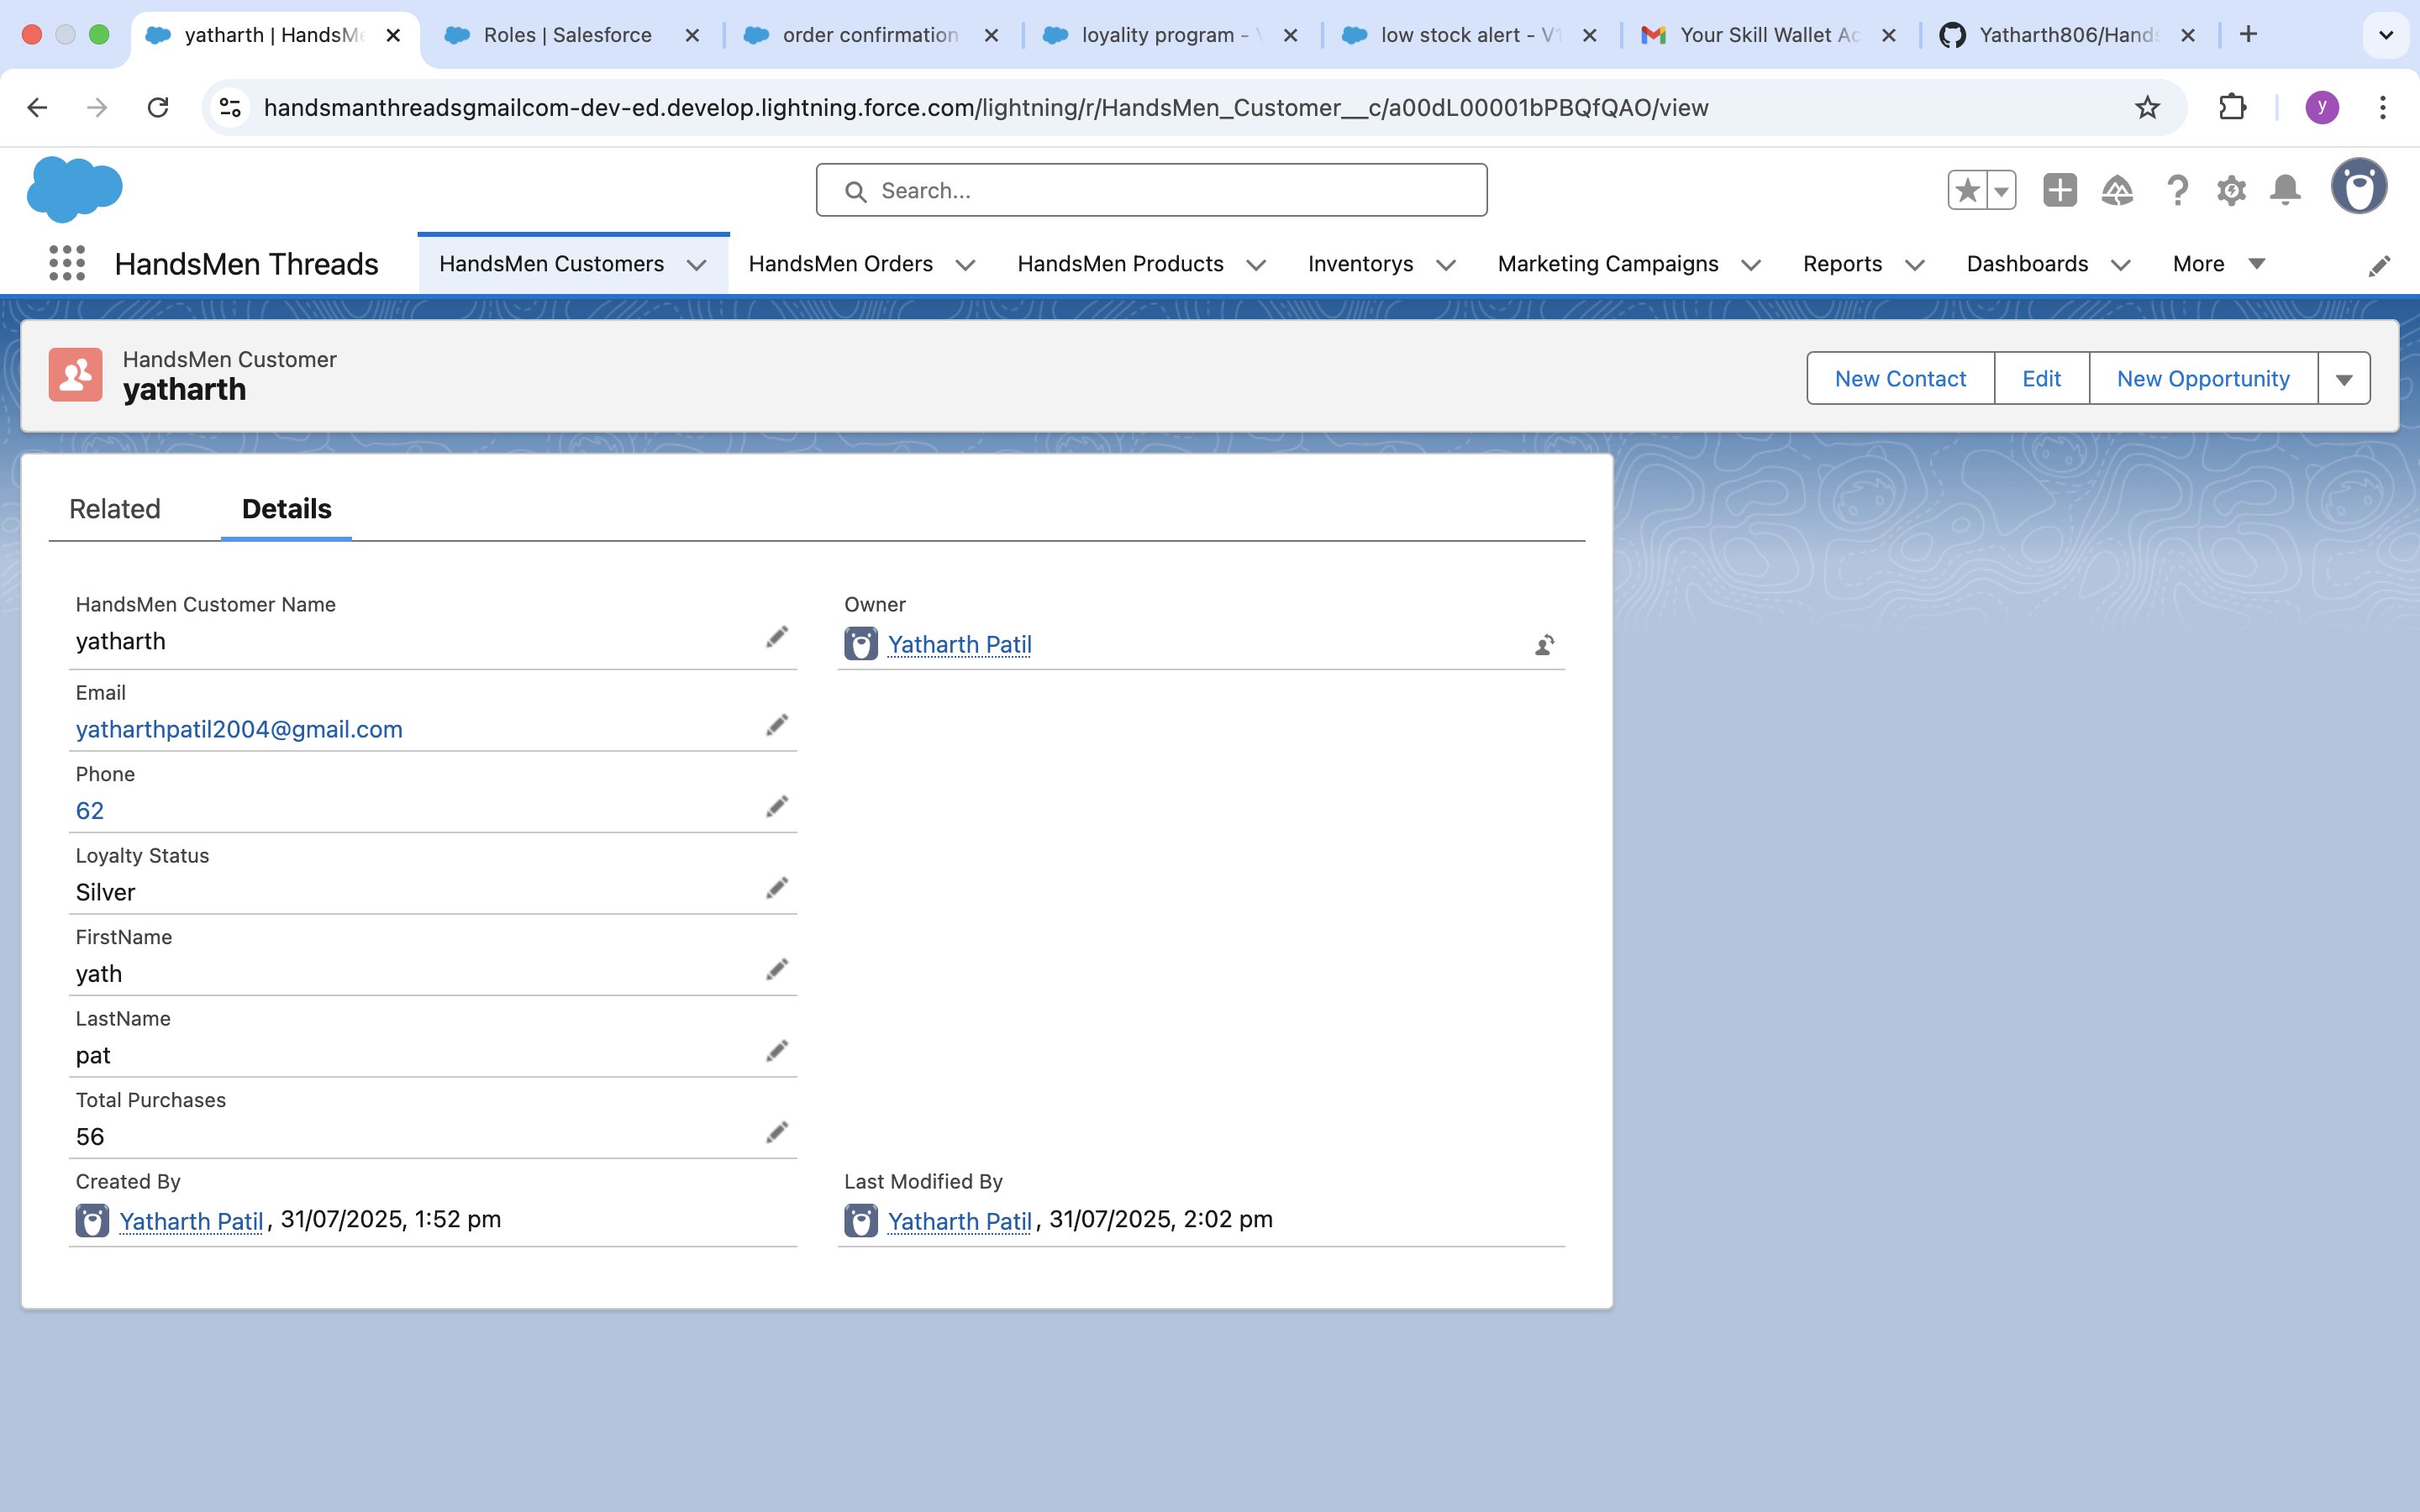 yatharth | HandsMe
Roles | Salesforce
order confirmation
loyality program - V
low stock alert - V1
Your Skill Wallet Ac
Yatharth806/Hands
handsmanthreadsgmailcom-dev-ed.develop.lightning.force.com/lightning/r/HandsMen_Customer__c/a00dL00001bPBQfQAO/view
y
Search...
HandsMen Threads
HandsMen Customers
HandsMen Orders
HandsMen Products
Inventorys
Marketing Campaigns
Reports
Dashboards
More
HandsMen Customer
yatharth
New Contact
Edit
New Opportunity
Related
Details
HandsMen Customer Name
yatharth
Owner
Yatharth Patil
Email
yatharthpatil2004@gmail.com
Phone
62
Loyalty Status
Silver
FirstName
yath
LastName
pat
Total Purchases
56
Created By
Yatharth Patil, 31/07/2025, 1:52 pm
Last Modified By
Yatharth Patil, 31/07/2025, 2:02 pm